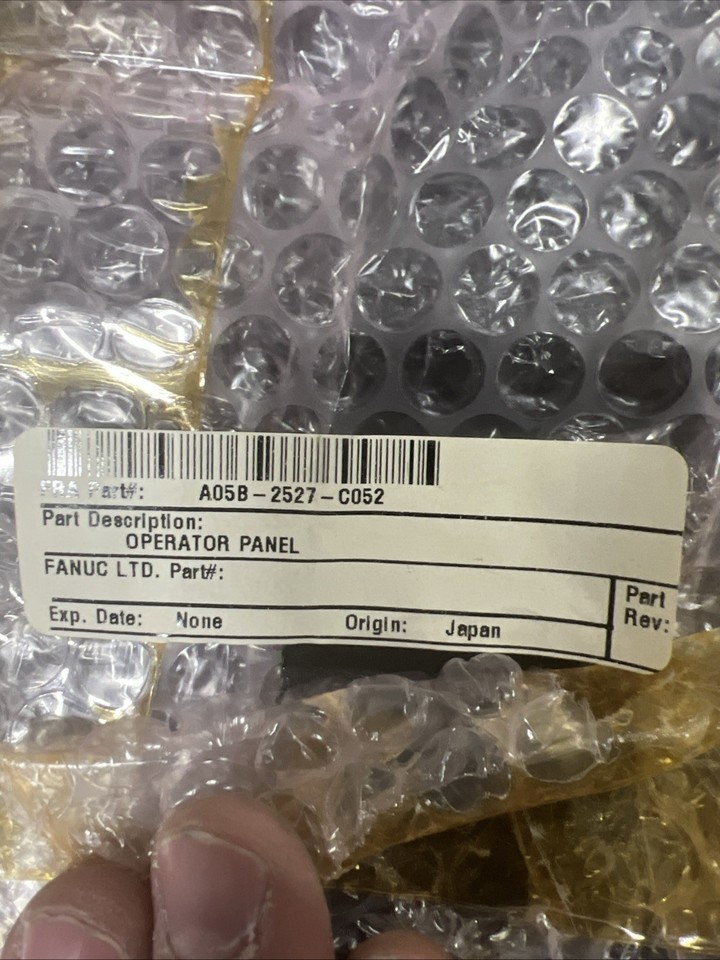 FRA Part#: A05B-2527-C052
Part Description:
OPERATOR PANEL
FANUC LTD. Part#:
Part
Rev:
Exp. Date: None Origin: Japan